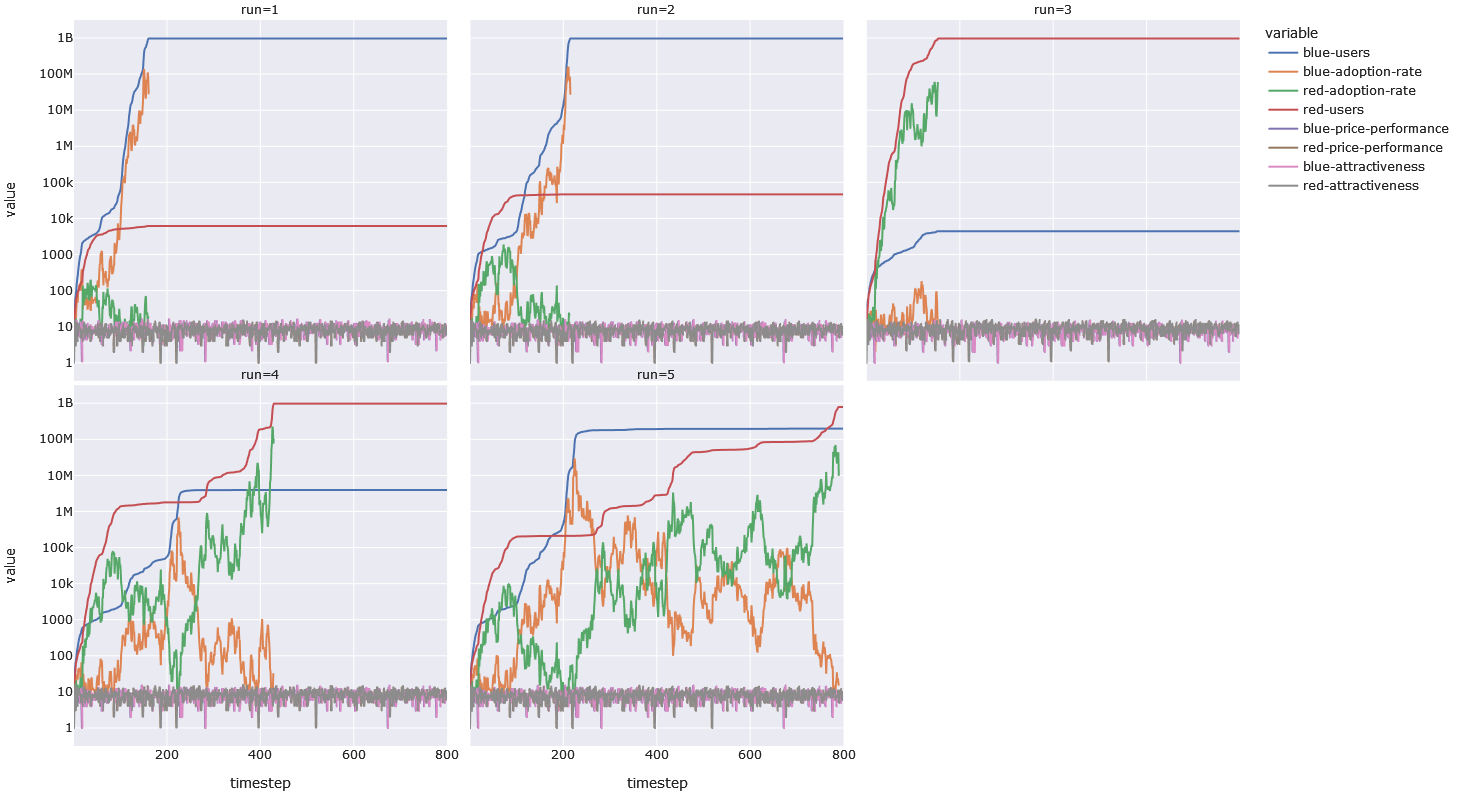 run=1
run=2
run=3
variable
blue-users
blue-adoption-rate
red-adoption-rate
red-users
blue-price-performance
red-price-performance
blue-attractiveness
red-attractiveness
1B
100M
10M
1M
100k
10k
1000
100
10
1
value
run=4
run=5
1B
100M
10M
1M
100k
10k
1000
100
10
1
value
200
400
600
800
200
400
600
800
timestep
timestep